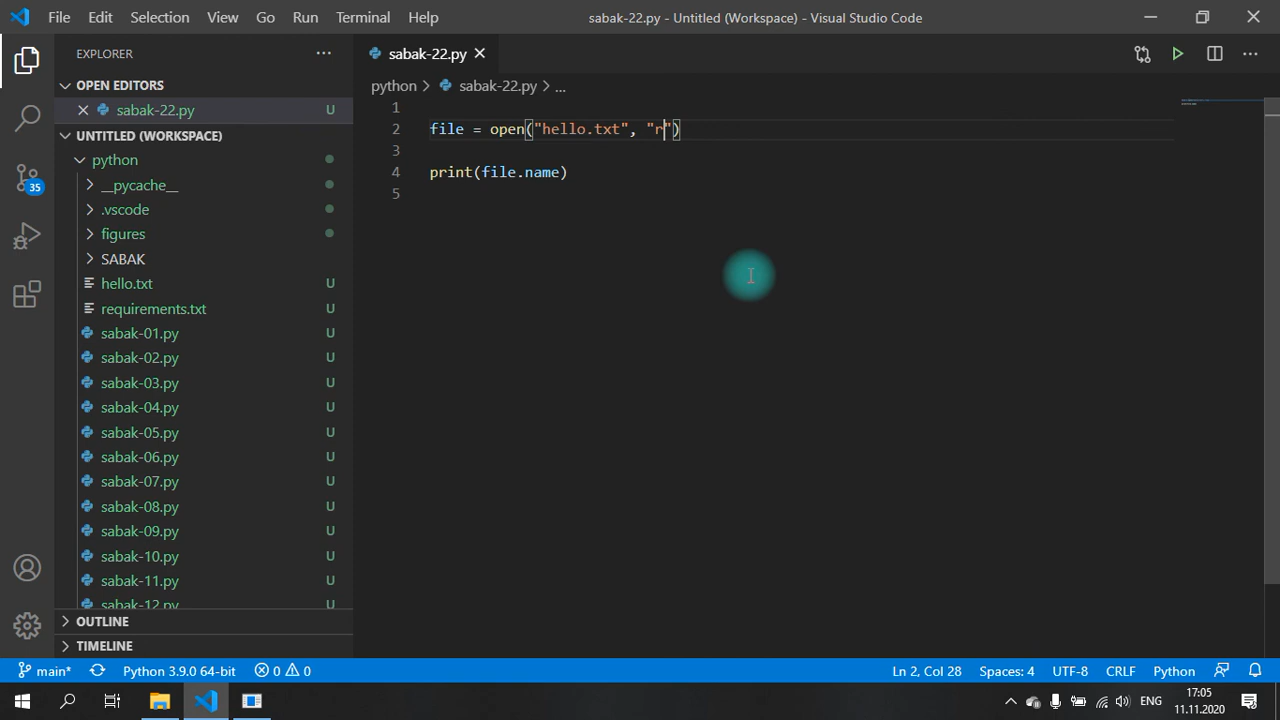 File Edit Selection View Go Run Terminal Help
sabak-22.py - Untitled (Workspace) - Visual Studio Code
EXPLORER
OPEN EDITORS
sabak-22.py U
UNTITLED (WORKSPACE)
python
__pycache__
.vscode
figures
SABAK
hello.txt U
requirements.txt U
sabak-01.py U
sabak-02.py U
sabak-03.py U
sabak-04.py U
sabak-05.py U
sabak-06.py U
sabak-07.py U
sabak-08.py U
sabak-09.py U
sabak-10.py U
sabak-11.py U
sabak-12.py U
OUTLINE
TIMELINE
35
sabak-22.py
python > sabak-22.py > ...
1
2 file = open("hello.txt", "r")
3
4 print(file.name)
5
main* Python 3.9.0 64-bit 0 0
Ln 2, Col 28 Spaces: 4 UTF-8 CRLF Python
ENG
17:05
11.11.2020